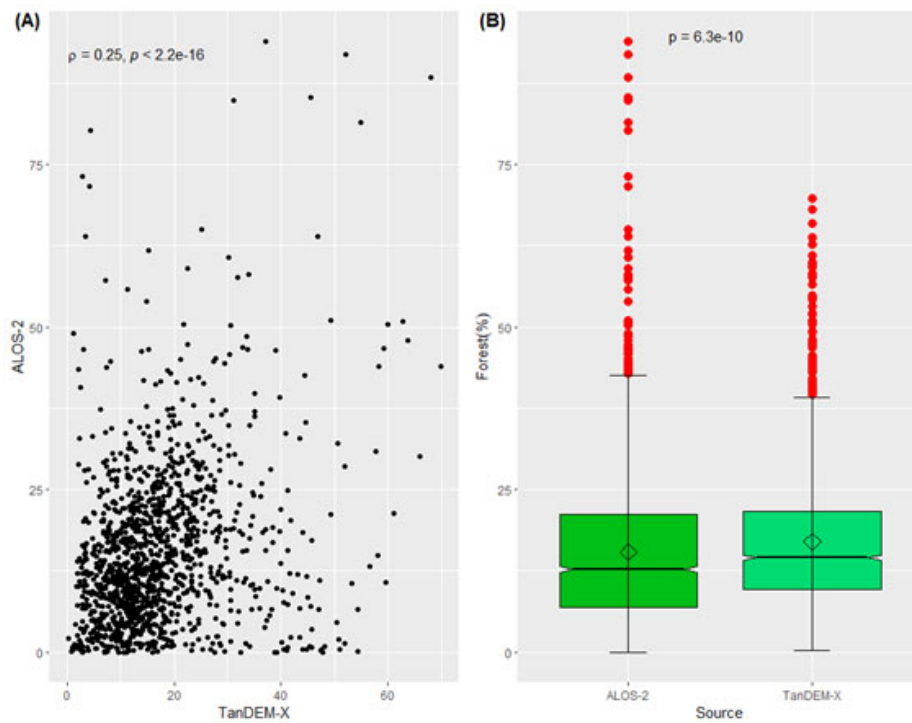 (A)
ρ = 0.25, p < 2.2e-16
75
50
25
0
ALOS-2
0 20 40 60
TanDEM-X
(B)
p = 6.3e-10
75
50
25
0
Forest(%)
ALOS-2 TanDEM-X
Source